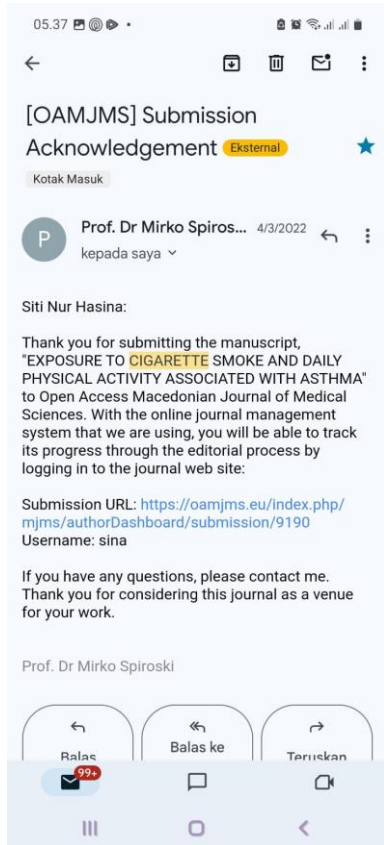 05.37
[OAMJMS] Submission
Acknowledgement Eksternal
Kotak Masuk
P
Prof. Dr Mirko Spiros... 4/3/2022
kepada saya
Siti Nur Hasina:
Thank you for submitting the manuscript,
"EXPOSURE TO CIGARETTE SMOKE AND DAILY
PHYSICAL ACTIVITY ASSOCIATED WITH ASTHMA"
to Open Access Macedonian Journal of Medical
Sciences. With the online journal management
system that we are using, you will be able to track
its progress through the editorial process by
logging in to the journal web site:
Submission URL: https://oamjms.eu/index.php/
mjms/authorDashboard/submission/9190
Username: sina
If you have any questions, please contact me.
Thank you for considering this journal as a venue
for your work.
Prof. Dr Mirko Spiroski
Balas Balas ke Teruskan
99+